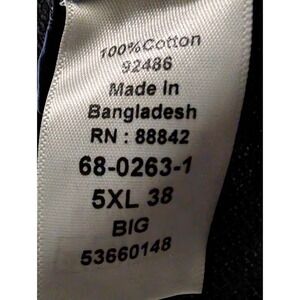 100%Cotton
92486
Made in
Bangladesh
RN : 88842
68-0263-1
5XL 38
BIG
53660148